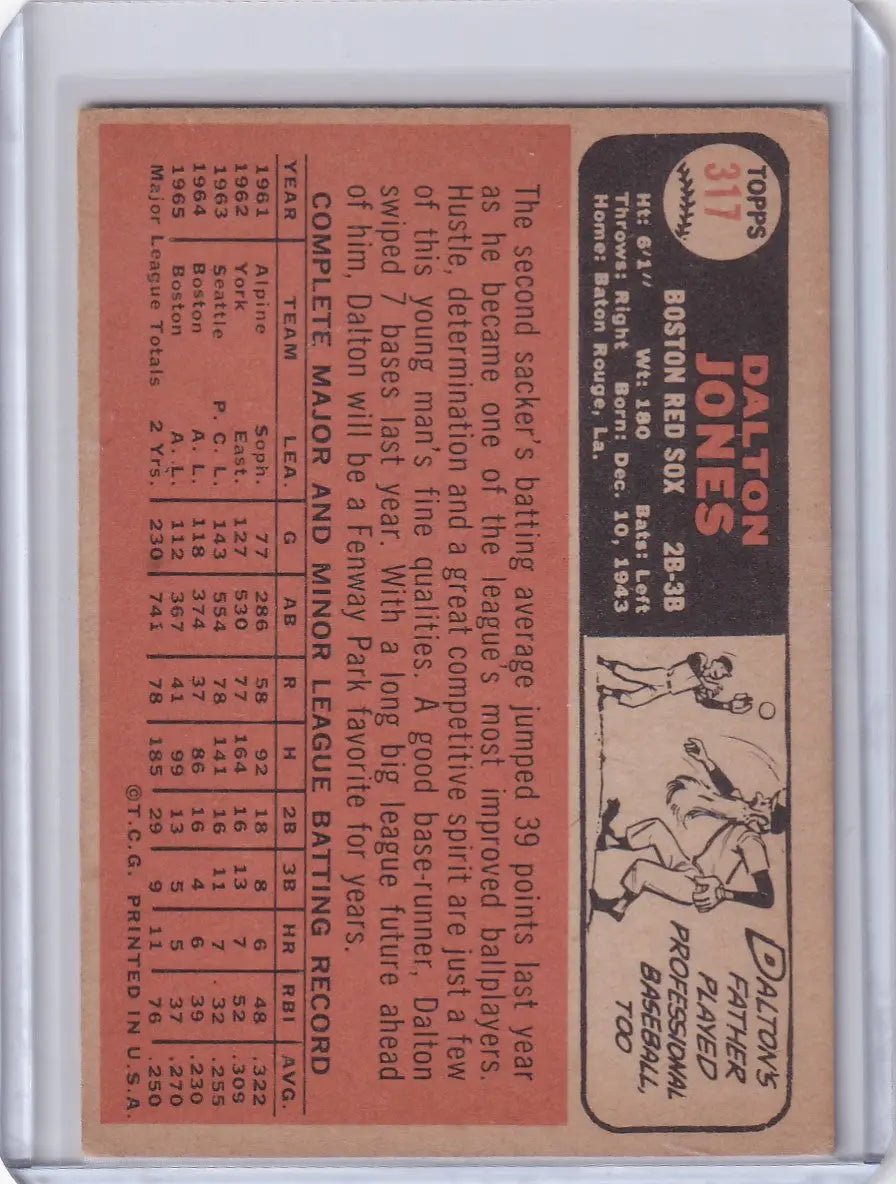 TOPPS
317
DALTON
JONES
BOSTON RED SOX 2B-3B
Ht: 6'1" Wt: 180 Bats: Left
Throws: Right Born: Dec. 10, 1943
Home: Baton Rouge, La.
DALTON'S
FATHER
PLAYED
PROFESSIONAL
BASEBALL,
TOO
The second sacker's batting average jumped 39 points last year
as he became one of the league's most improved ballplayers.
Hustle, determination and a great competitive spirit are just a few
of this young man's fine qualities. A good base-runner, Dalton
swiped 7 bases last year. With a long big league future ahead
of him, Dalton will be a Fenway Park favorite for years.
COMPLETE MAJOR AND MINOR LEAGUE BATTING RECORD
YEAR TEAM LEA. G AB R H 2B 3B HR RBI AVG.
1961 Alpine Soph. 77 286 58 92 18 8 6 48 .322
1962 York East. 127 530 77 164 16 13 7 52 .309
1963 Seattle P. C. L. 143 554 78 141 16 11 7 32 .255
1964 Boston A. L. 118 374 37 86 16 4 6 39 .230
1965 Boston A. L. 112 367 41 99 13 5 5 37 .270
Major League Totals 2 Yrs. 230 741 78 185 29 9 11 76 .250
©T.C.G. PRINTED IN U.S.A.